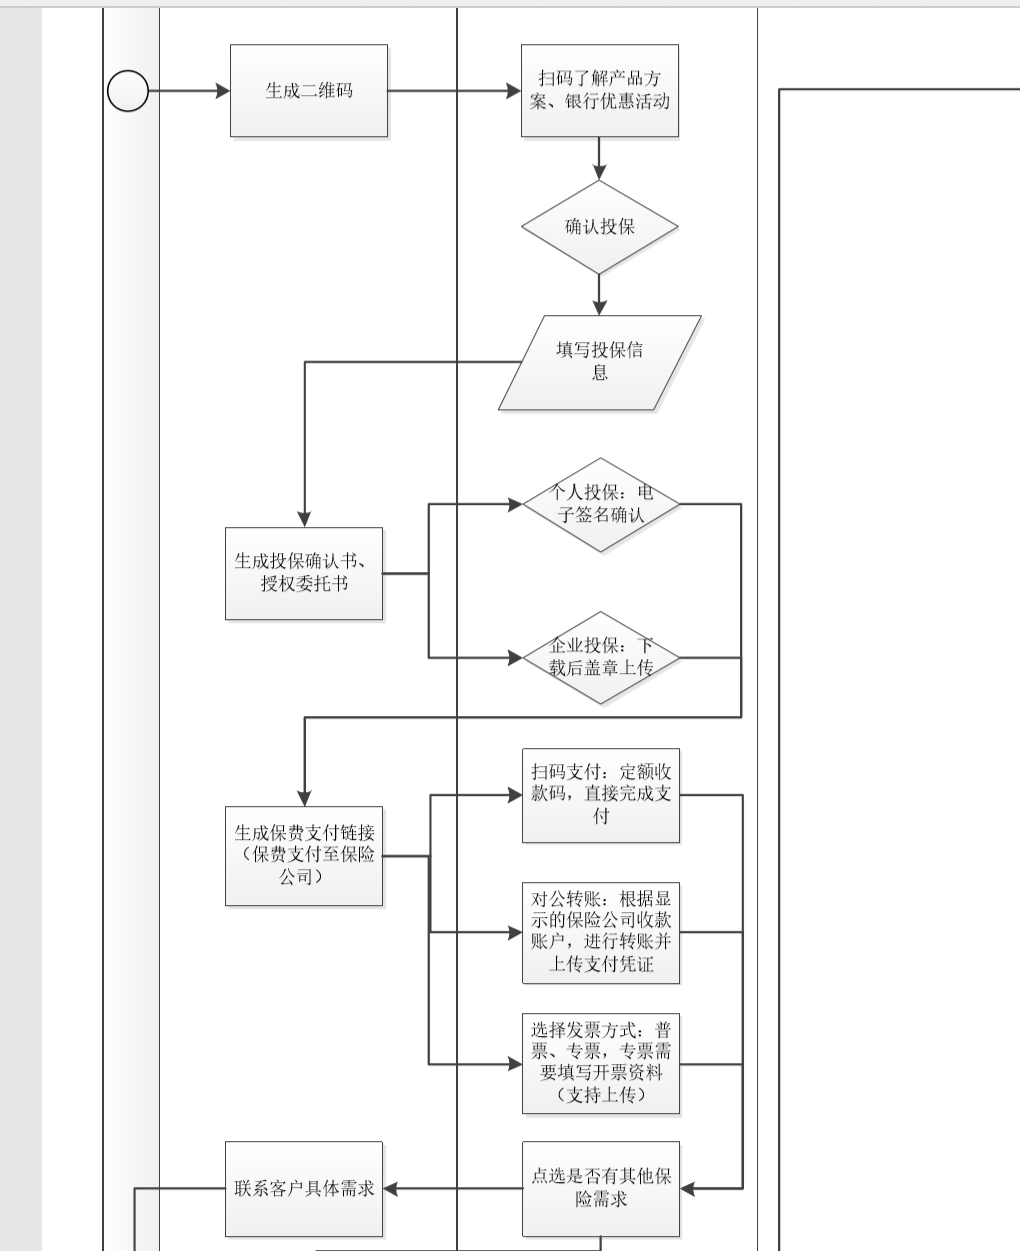 生成二维码
扫码了解产品方
案、银行优惠活动
确认投保
填写投保信
息
个人投保：电
子签名确认
生成投保确认书、
授权委托书
企业投保：下
载后盖章上传
扫码支付：定额收
款码，直接完成支
付
生成保费支付链接
（保费支付至保险
公司）
对公转账：根据显
示的保险公司收款
账户，进行转账并
上传支付凭证
选择发票方式：普
票、专票，专票需
要填写开票资料
（支持上传）
联系客户具体需求
点选是否有其他保
险需求